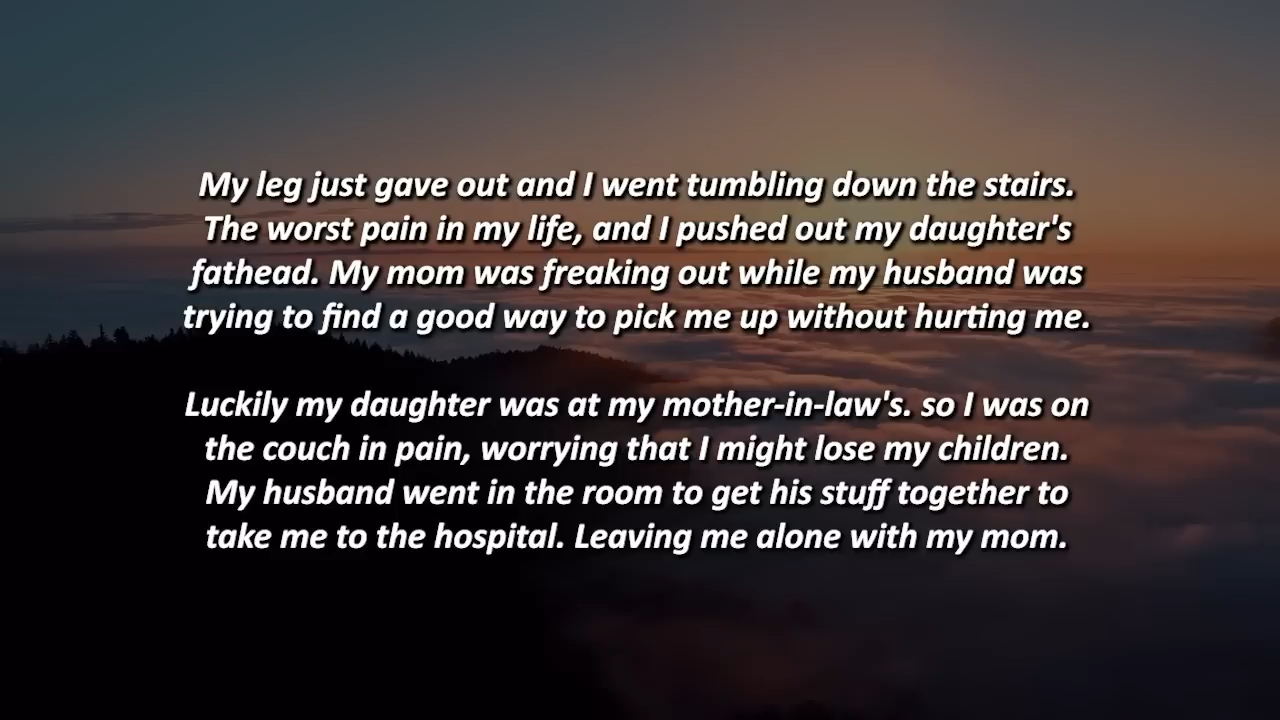 My leg just gave out and I went tumbling down the stairs.
The worst pain in my life, and I pushed out my daughter's
fathead. My mom was freaking out while my husband was
trying to find a good way to pick me up without hurting me.
Luckily my daughter was at my mother-in-law's. so I was on
the couch in pain, worrying that I might lose my children.
My husband went in the room to get his stuff together to
take me to the hospital. Leaving me alone with my mom.